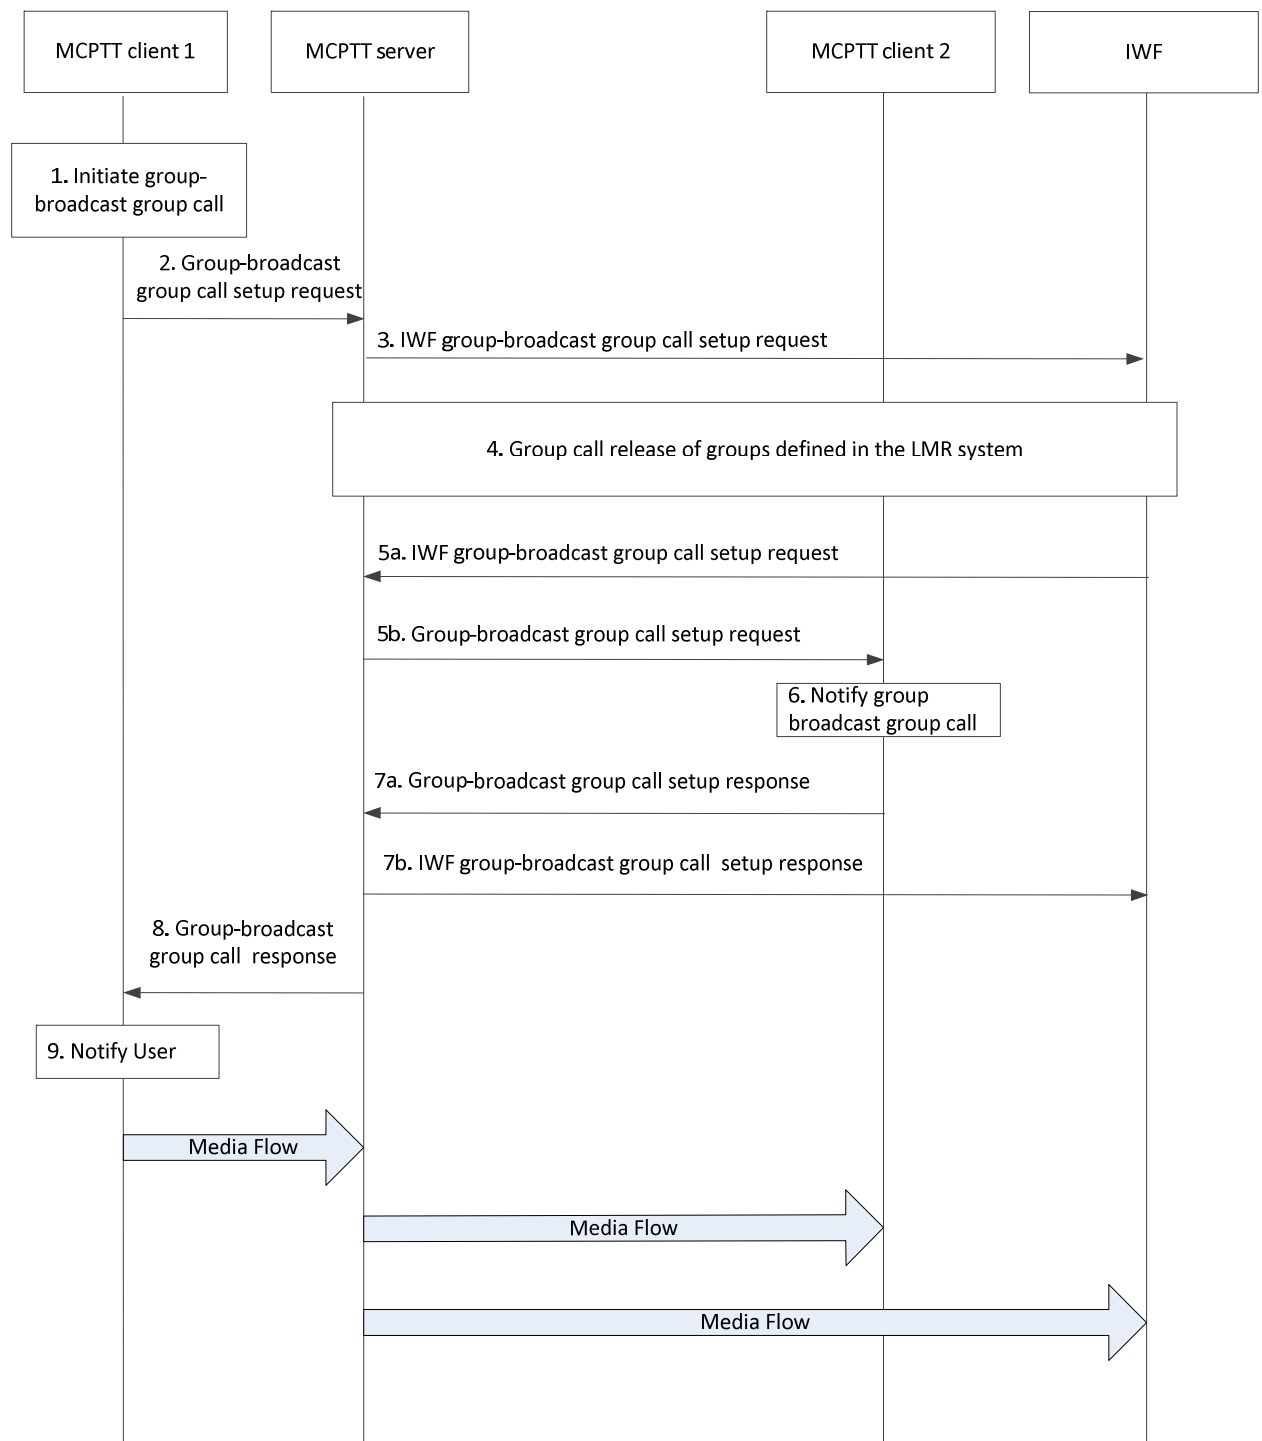 MCPTT client 1
MCPTT server
MCPTT client 2
IWF
1. Initiate group-
broadcast group call
2. Group-broadcast
group call setup request
3. IWF group-broadcast group call setup request
4. Group call release of groups defined in the LMR system
5a. IWF group-broadcast group call setup request
5b. Group-broadcast group call setup request
6. Notify group
broadcast group call
7a. Group-broadcast group call setup response
7b. IWF group-broadcast group call  setup response
8. Group-broadcast
group call  response
9. Notify User
Media Flow
Media Flow
Media Flow